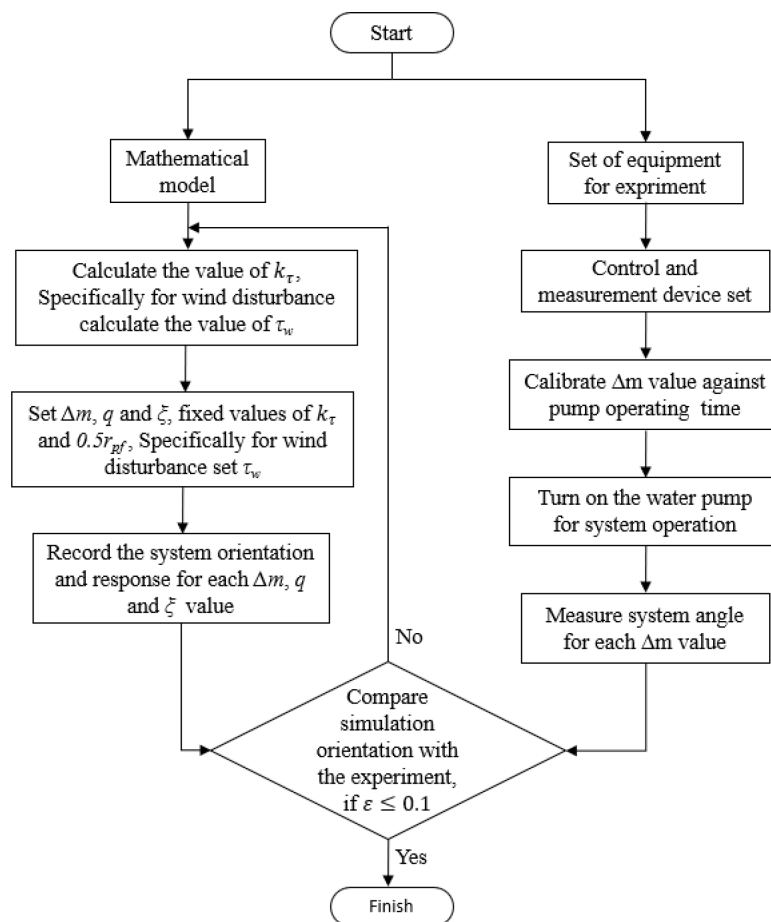 Start
Mathematical
model
Calculate the value of kτ,
Specifically for wind disturbance
calculate the value of τw
Set Δm, q and ξ, fixed values of kτ
and 0.5rpf, Specifically for wind
disturbance set τw
Record the system orientation
and response for each Δm, q
and ξ value
Set of equipment
for expriment
Control and
measurement device set
Calibrate Δm value against
pump operating time
Turn on the water pump
for system operation
Measure system angle
for each Δm value
No
Compare
simulation
orientation with
the experiment,
if ε ≤ 0.1
Yes
Finish